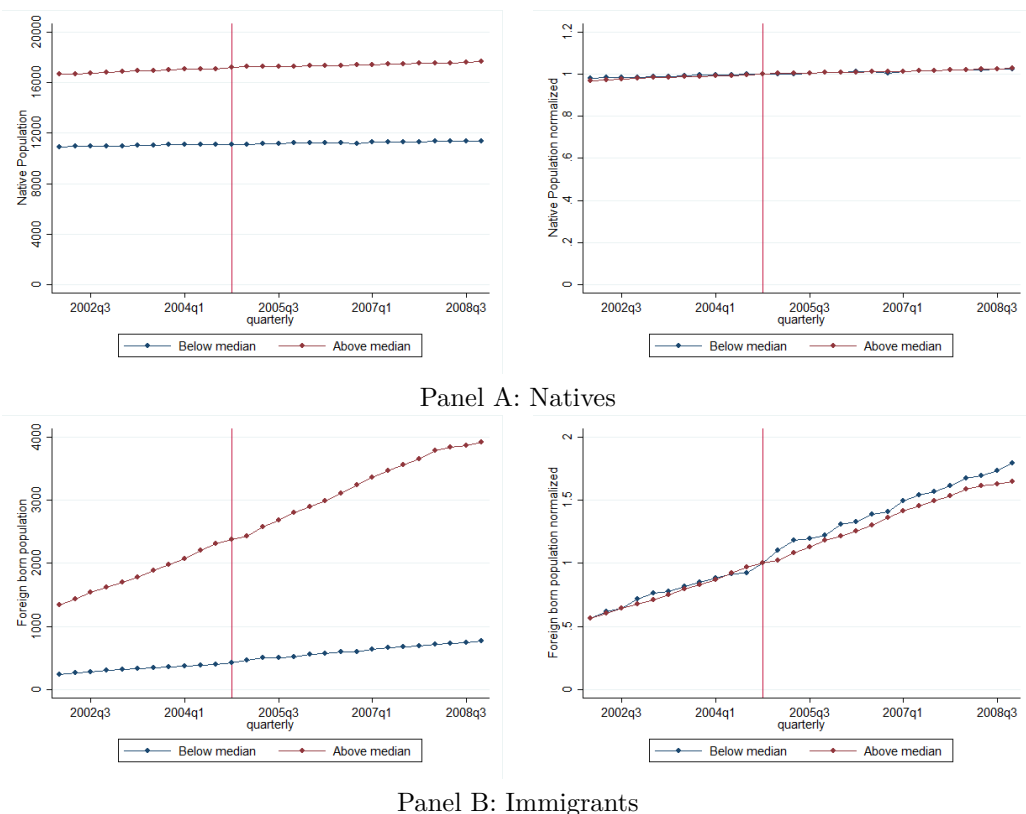 Native Population
20000
16000
12000
8000
4000
0
2002q3 2004q1 2005q3 2007q1 2008q3
quarterly
Below median Above median
Native Population normalized
1.2
1
.8
.6
.4
.2
0
2002q3 2004q1 2005q3 2007q1 2008q3
quarterly
Below median Above median
Panel A: Natives
Foreign born population
4000
3000
2000
1000
0
2002q3 2004q1 2005q3 2007q1 2008q3
quarterly
Below median Above median
Foreign born population normalized
2
1.5
1
.5
0
2002q3 2004q1 2005q3 2007q1 2008q3
quarterly
Below median Above median
Panel B: Immigrants